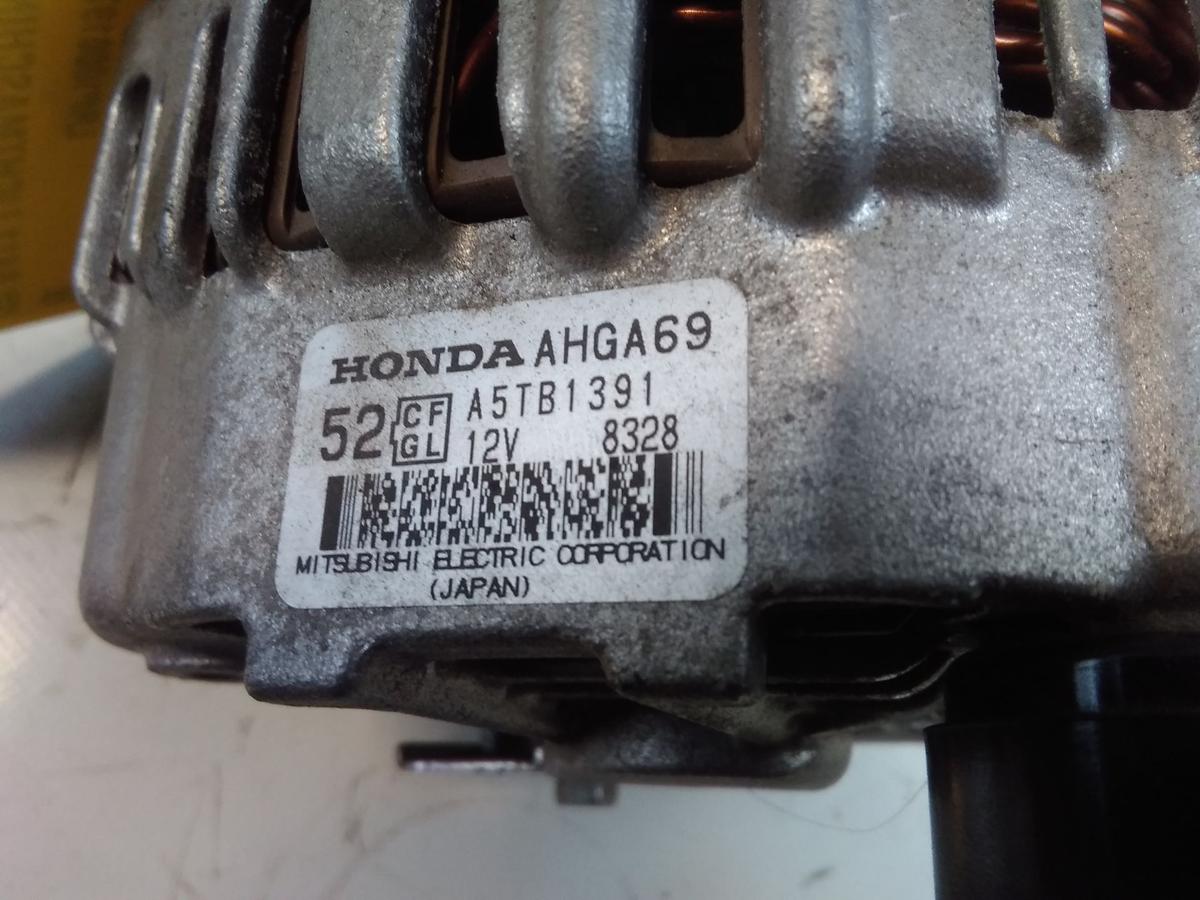 HONDA AHGA69
52 CF GL A5TB1391
12V 8328
MITSUBISHI ELECTRIC CORPORATION
(JAPAN)